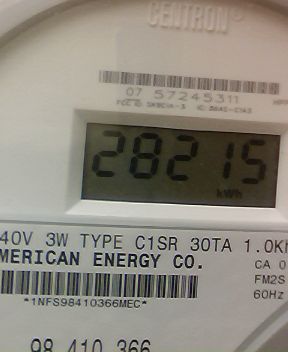 CENTRON®
07 57245311
28215
kWh
40V 3W TYPE C1SR 30TA 1.0K
MERICAN ENERGY CO. CA 0
FM2S
*1NFS98410366MEC* 60Hz
98 410 366